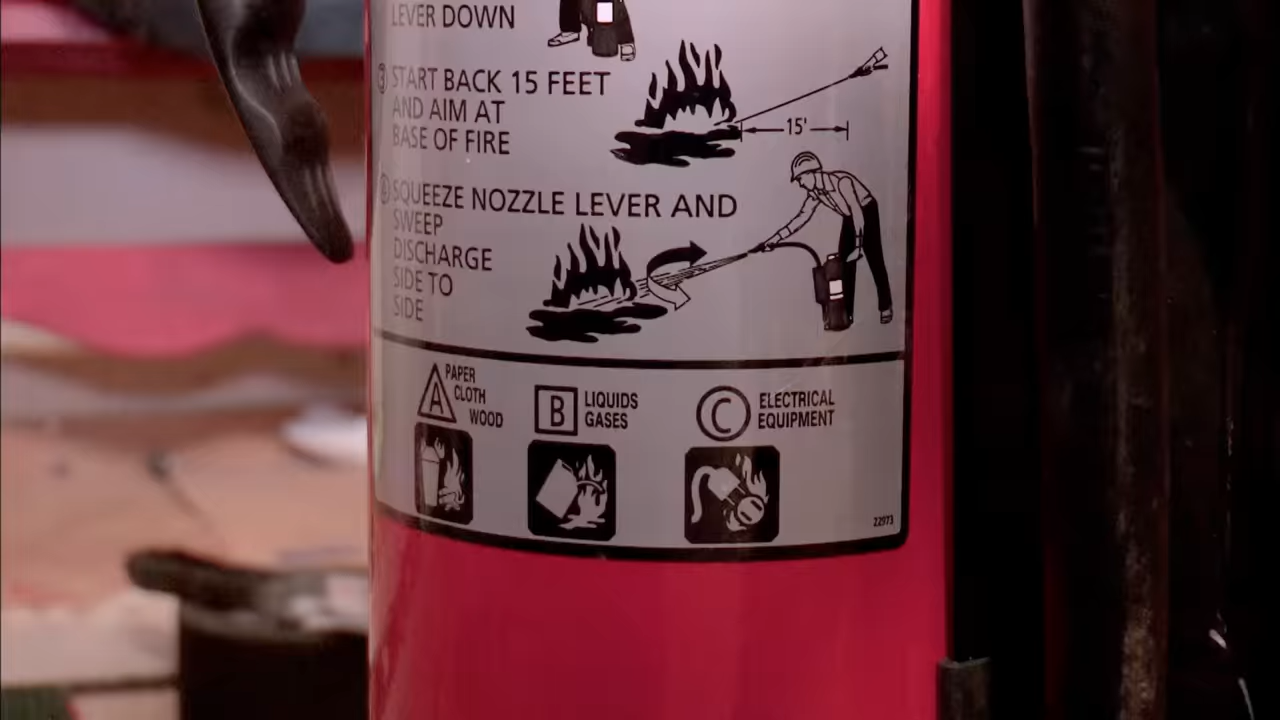 LEVER DOWN
3 START BACK 15 FEET
AND AIM AT
BASE OF FIRE
15'
4 SQUEEZE NOZZLE LEVER AND
SWEEP
DISCHARGE
SIDE TO
SIDE
A PAPER
CLOTH
WOOD
B LIQUIDS
GASES
C ELECTRICAL
EQUIPMENT
22973